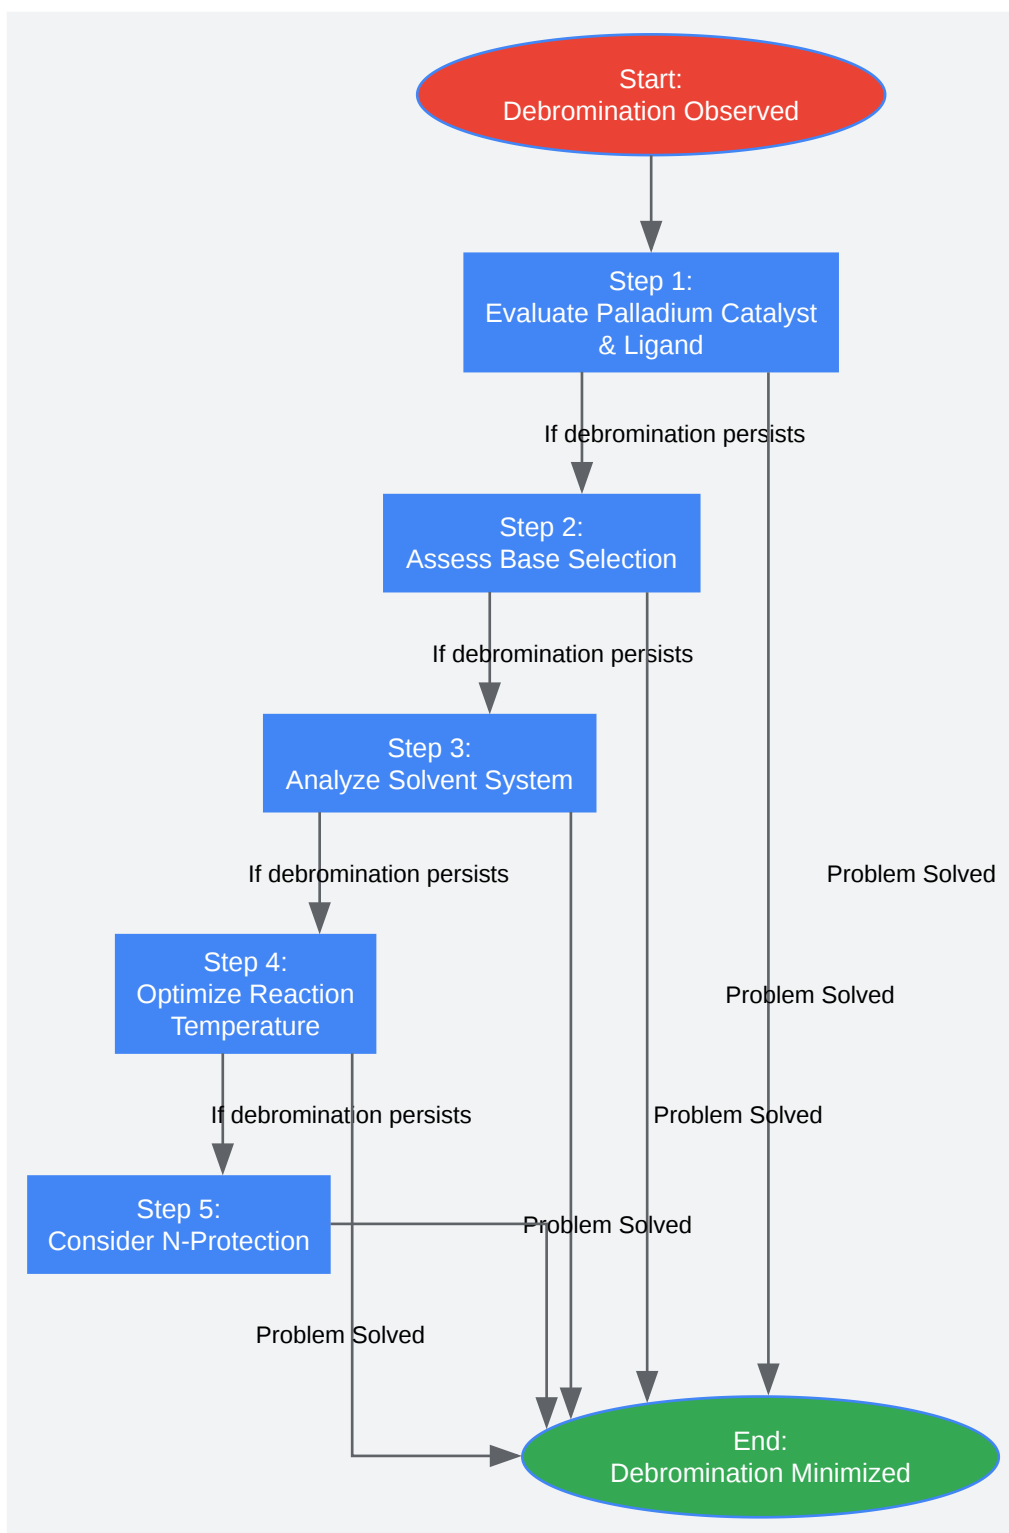 Start:
Debromination Observed
Step 1:
Evaluate Palladium Catalyst
& Ligand
If debromination persists
Step 2:
Assess Base Selection
If debromination persists
Step 3:
Analyze Solvent System
If debromination persists
Problem Solved
Step 4:
Optimize Reaction
Temperature
Problem Solved
If debromination persists
Problem Solved
Step 5:
Consider N-Protection
Problem Solved
Problem Solved
End:
Debromination Minimized